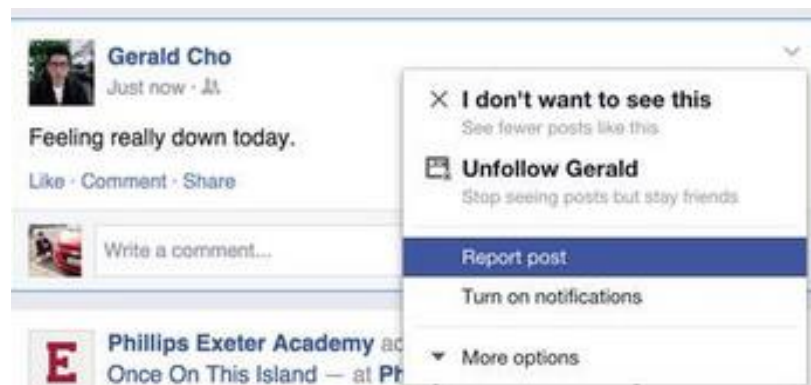 Gerald Cho
Just now ·
Feeling really down today.
Like · Comment · Share
Write a comment...
I don't want to see this
See fewer posts like this
Unfollow Gerald
Stop seeing posts but stay friends
Report post
Turn on notifications
More options
E
Phillips Exeter Academy
Once On This Island — at